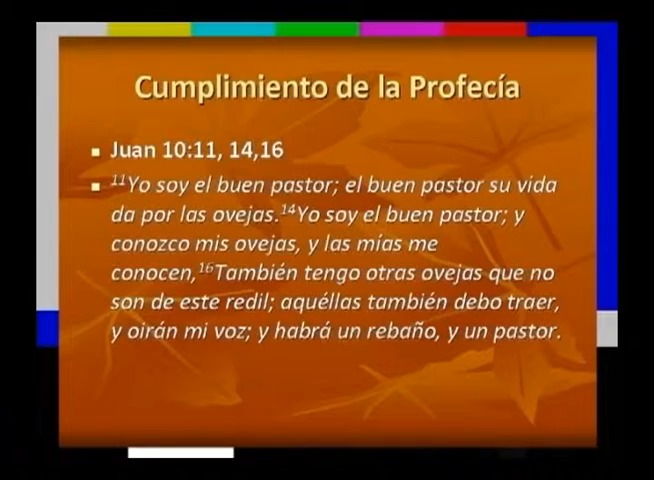 Cumplimiento de la Profecía
Juan 10:11, 14,16
¹¹Yo soy el buen pastor; el buen pastor su vida
da por las ovejas.¹⁴Yo soy el buen pastor; y
conozco mis ovejas, y las mías me
conocen,¹⁶También tengo otras ovejas que no
son de este redil; aquéllas también debo traer,
y oirán mi voz; y habrá un rebaño, y un pastor.